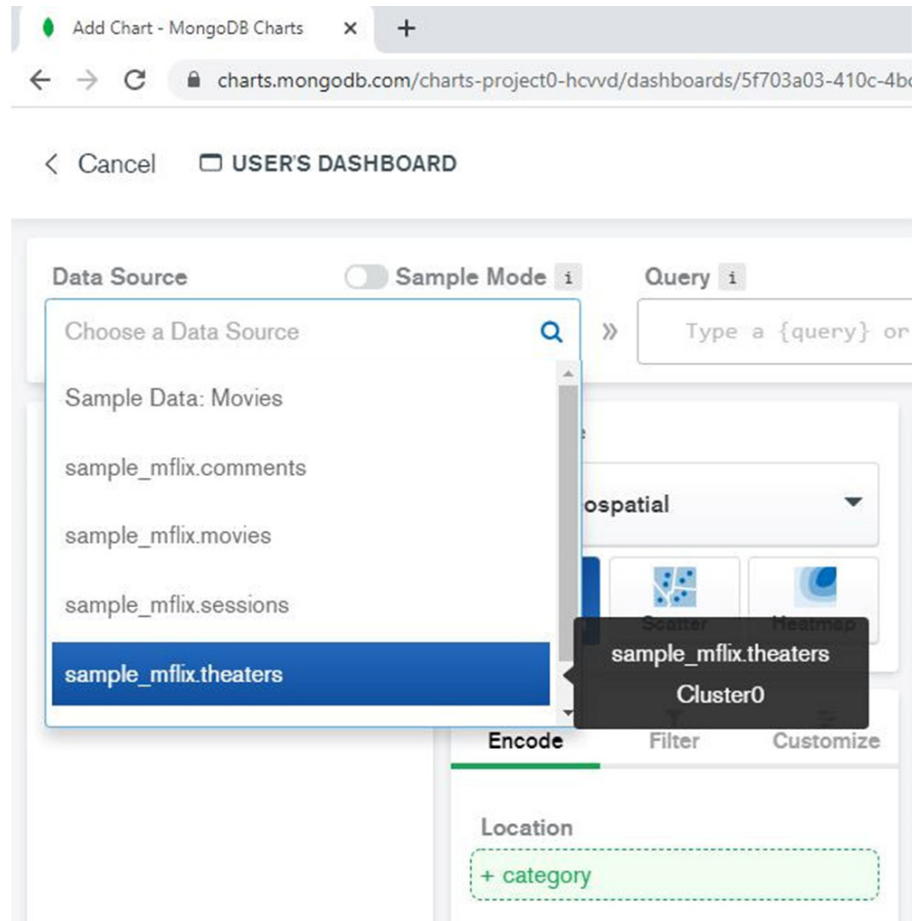 Add Chart - MongoDB Charts
charts.mongodb.com/charts-project0-hcvvd/dashboards/5f703a03-410c-4b
Cancel USER'S DASHBOARD
Data Source Sample Mode i Query i
Choose a Data Source Type a {query} or
Sample Data: Movies
sample_mflix.comments
ospatial
sample_mflix.movies
sample_mflix.sessions
Scatter Heatmap
sample_mflix.theaters
sample_mflix.theaters
Cluster0
Encode Filter Customize
Location
+ category